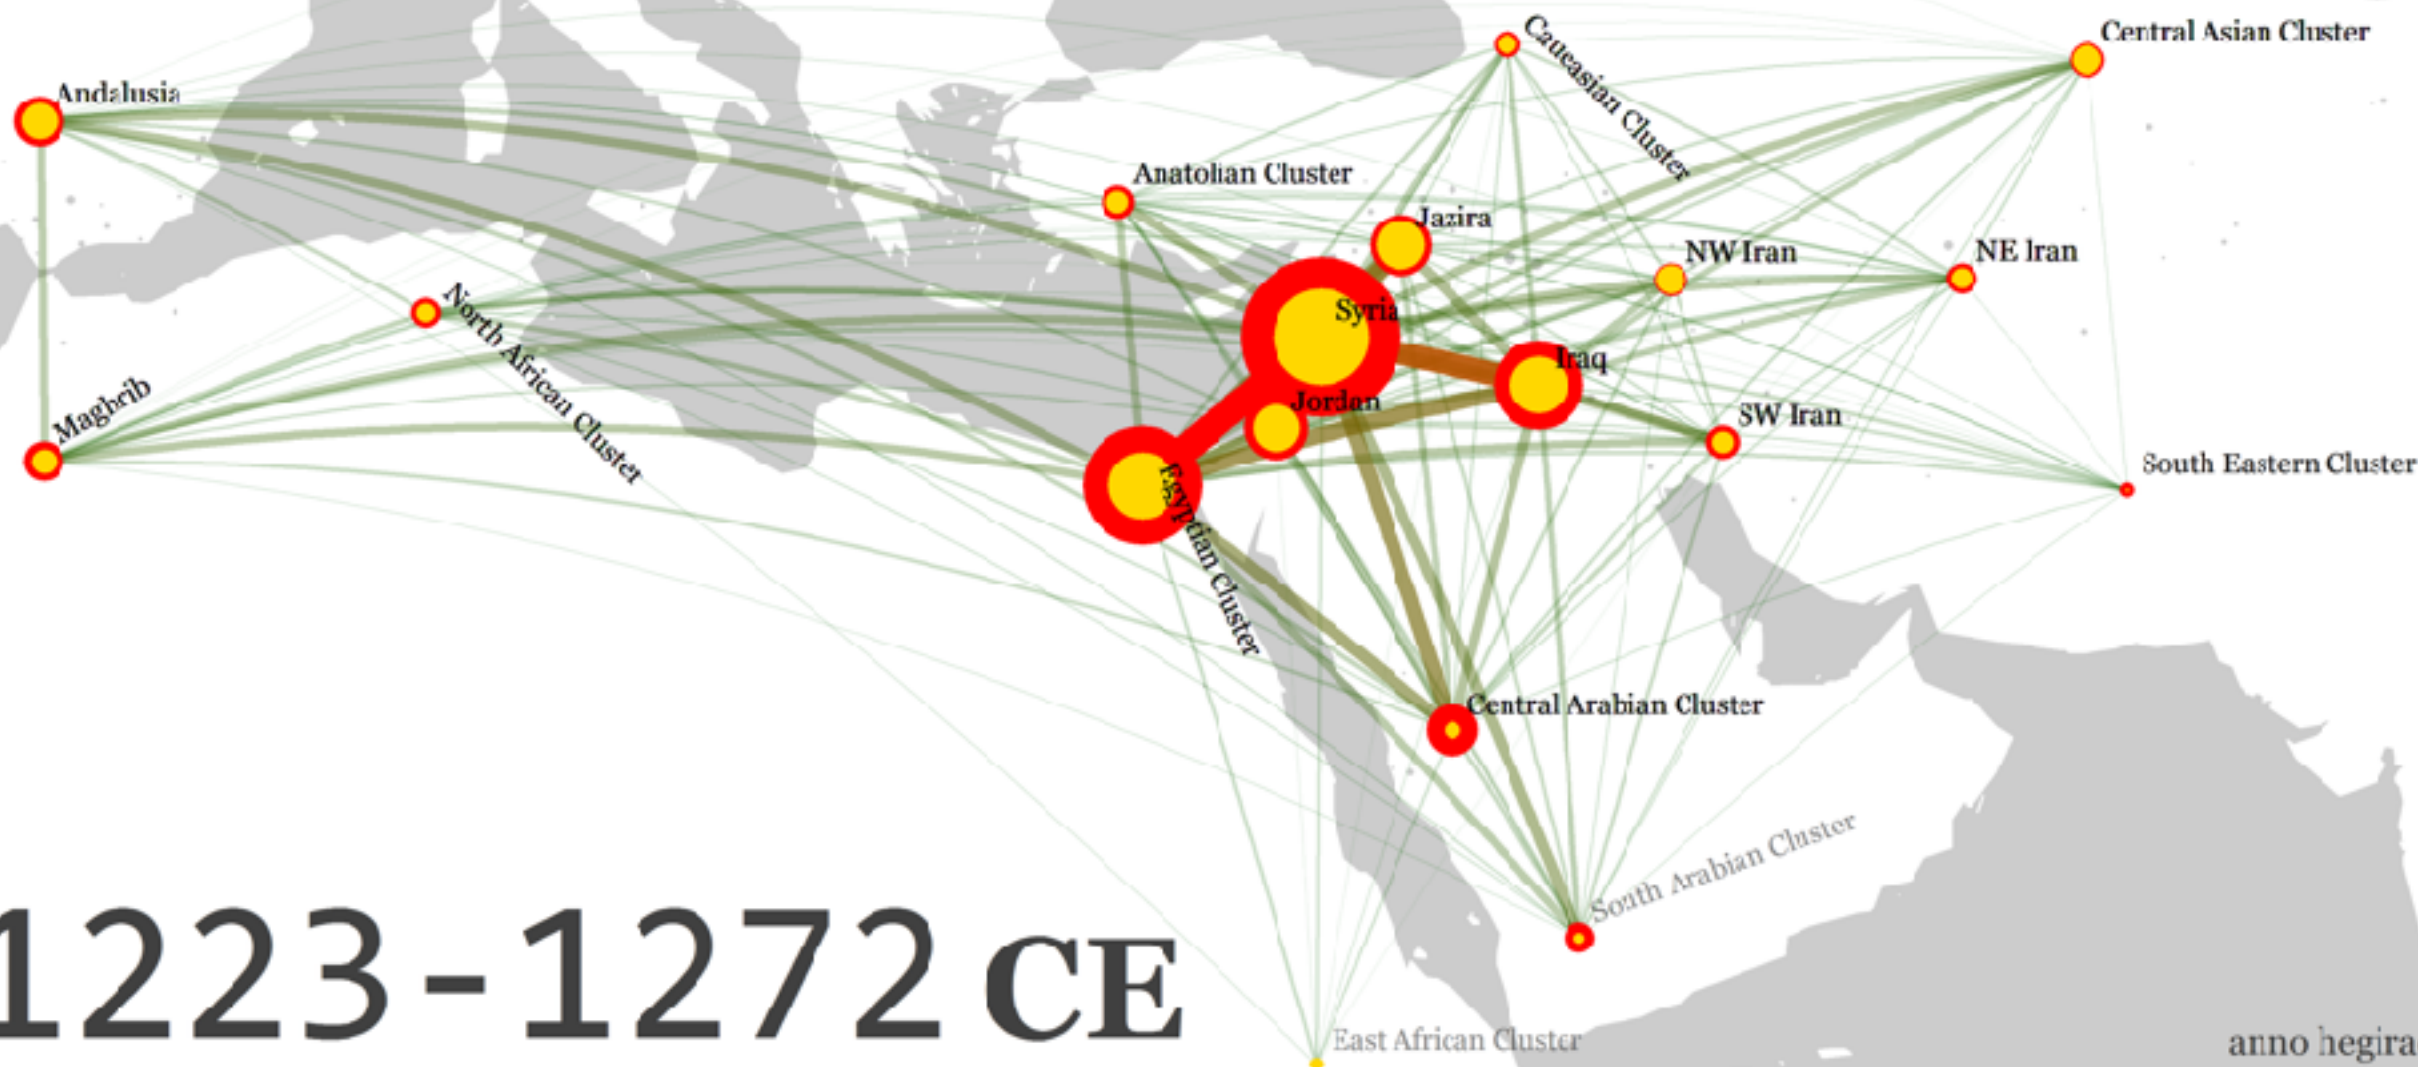 Central Asian Cluster
Caucasian Cluster
Andalusia
Anatolian Cluster
Jazira
NW Iran
NE Iran
North African Cluster
Syria
Iraq
Maghrib
Jordan
SW Iran
South Eastern Cluster
Egyptian Cluster
Central Arabian Cluster
South Arabian Cluster
1223-1272 CE
East African Cluster
anno hegira